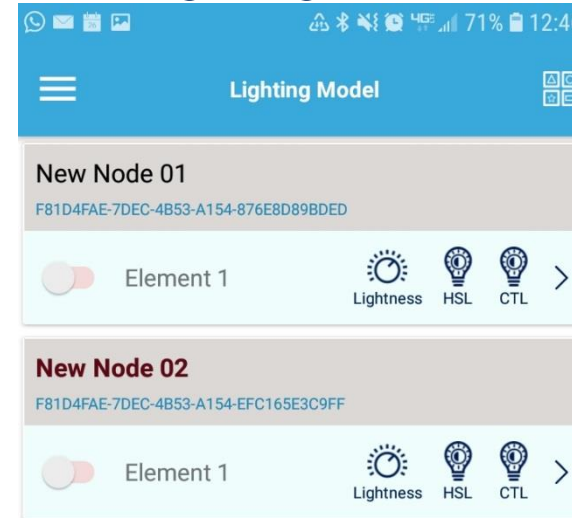 4G 71% 12:4
Lighting Model
New Node 01
F81D4FAE-7DEC-4B53-A154-876E8D89BDED
Element 1 Lightness HSL CTL
New Node 02
F81D4FAE-7DEC-4B53-A154-EFC165E3C9FF
Element 1 Lightness HSL CTL